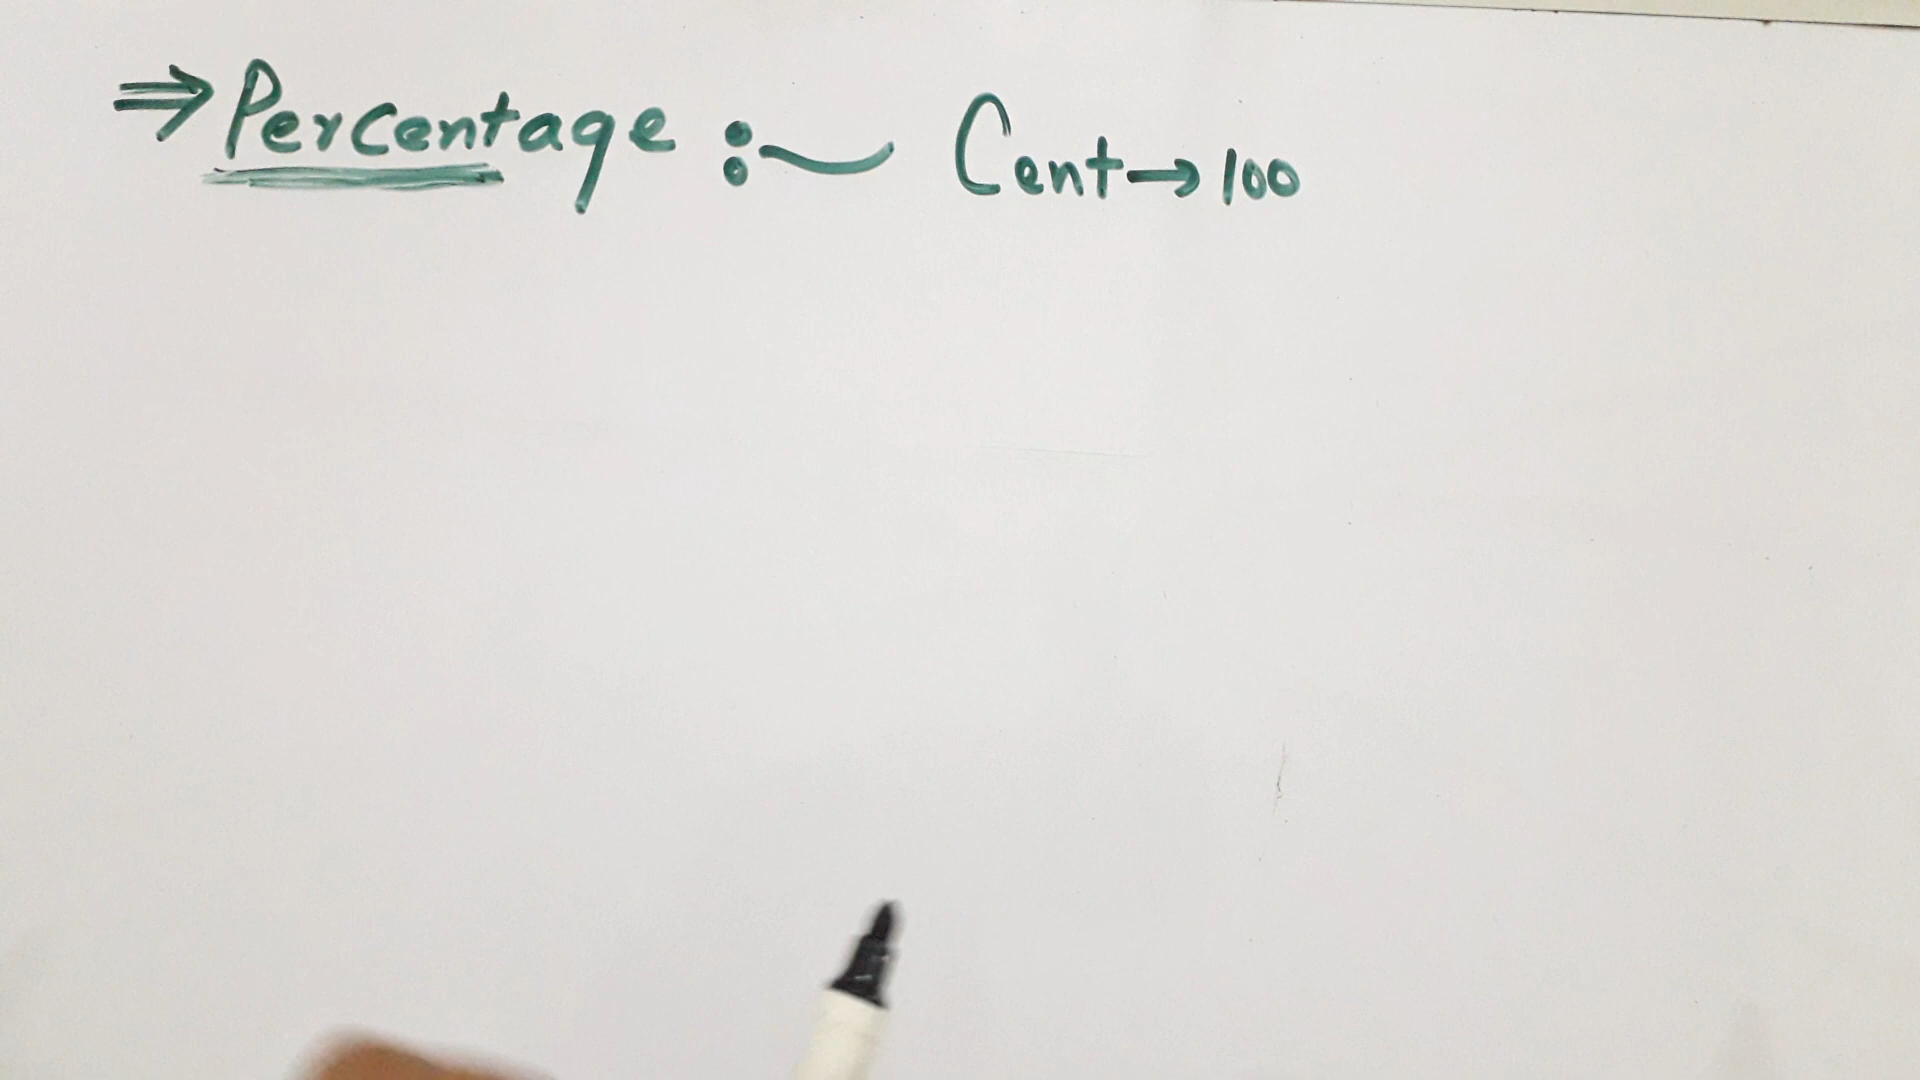 ⇒ Percentage :~ Cent → 100